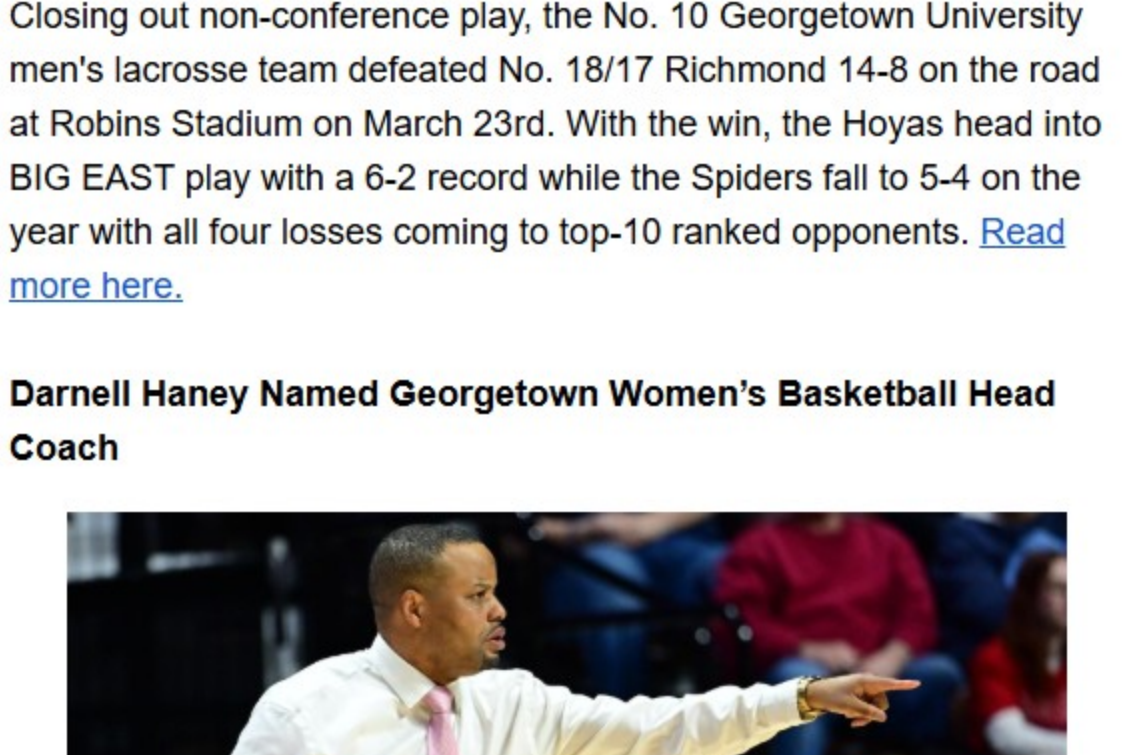 Closing out non-conference play, the No. 10 Georgetown University
men's lacrosse team defeated No. 18/17 Richmond 14-8 on the road
at Robins Stadium on March 23rd. With the win, the Hoyas head into
BIG EAST play with a 6-2 record while the Spiders fall to 5-4 on the
year with all four losses coming to top-10 ranked opponents. Read
more here.
Darnell Haney Named Georgetown Women’s Basketball Head
Coach